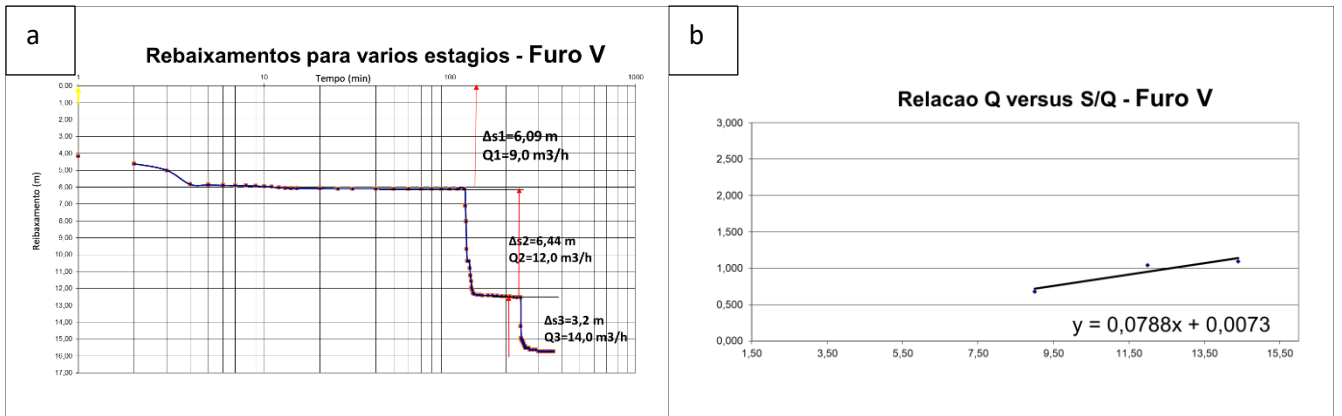 a
Rebaixamentos para varios estagios - Furo V
Tempo (min)
1
10
100
1000
0,00
1,00
2,00
3,00
4,00
5,00
6,00
7,00
8,00
9,00
10,00
11,00
12,00
13,00
14,00
15,00
16,00
17,00
Reibaxamento (m)
Δs1=6,09 m
Q1=9,0 m3/h
Δs2=6,44 m
Q2=12,0 m3/h
Δs3=3,2 m
Q3=14,0 m3/h
b
Relacao Q versus S/Q - Furo V
3,000
2,500
2,000
1,500
1,000
0,500
0,000
1,50
3,50
5,50
7,50
9,50
11,50
13,50
15,50
y = 0,0788x + 0,0073